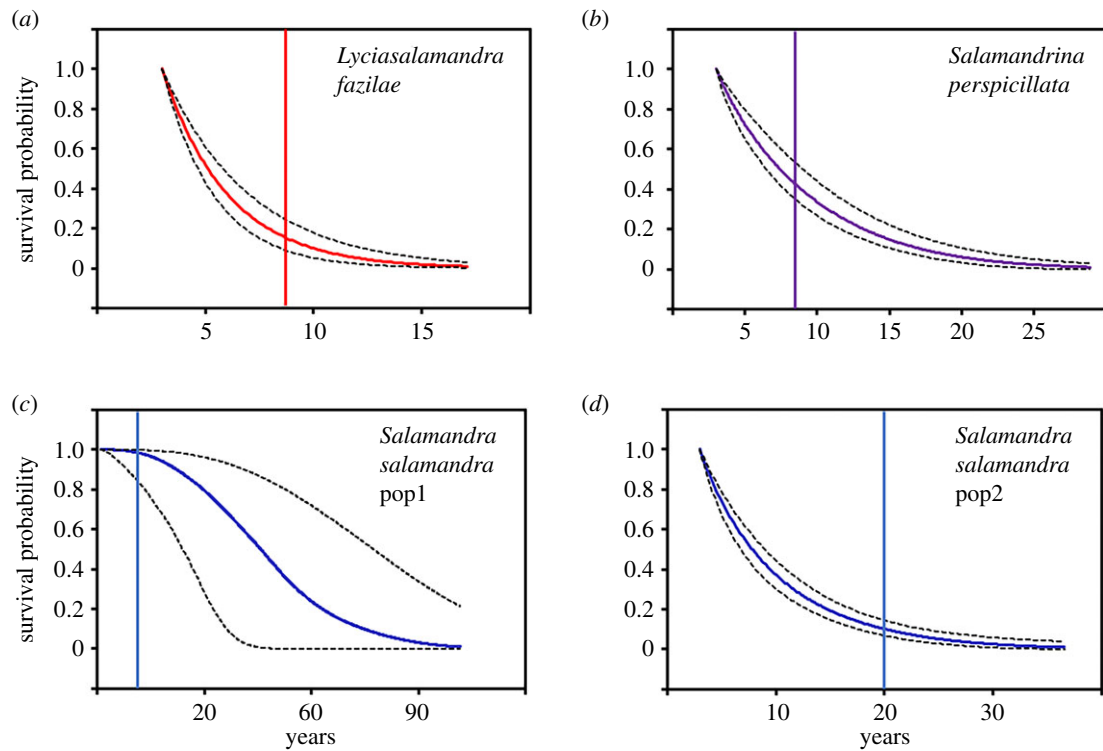 (a)
Lyciasalamandra
fazilae
survival probability
1.0
0.8
0.6
0.4
0.2
0
5
10
15
(b)
Salamandrina
perspicillata
1.0
0.8
0.6
0.4
0.2
0
5
10
15
20
25
(c)
Salamandra
salamandra
pop1
survival probability
1.0
0.8
0.6
0.4
0.2
0
20
60
90
years
(d)
Salamandra
salamandra
pop2
1.0
0.8
0.6
0.4
0.2
0
10
20
30
years